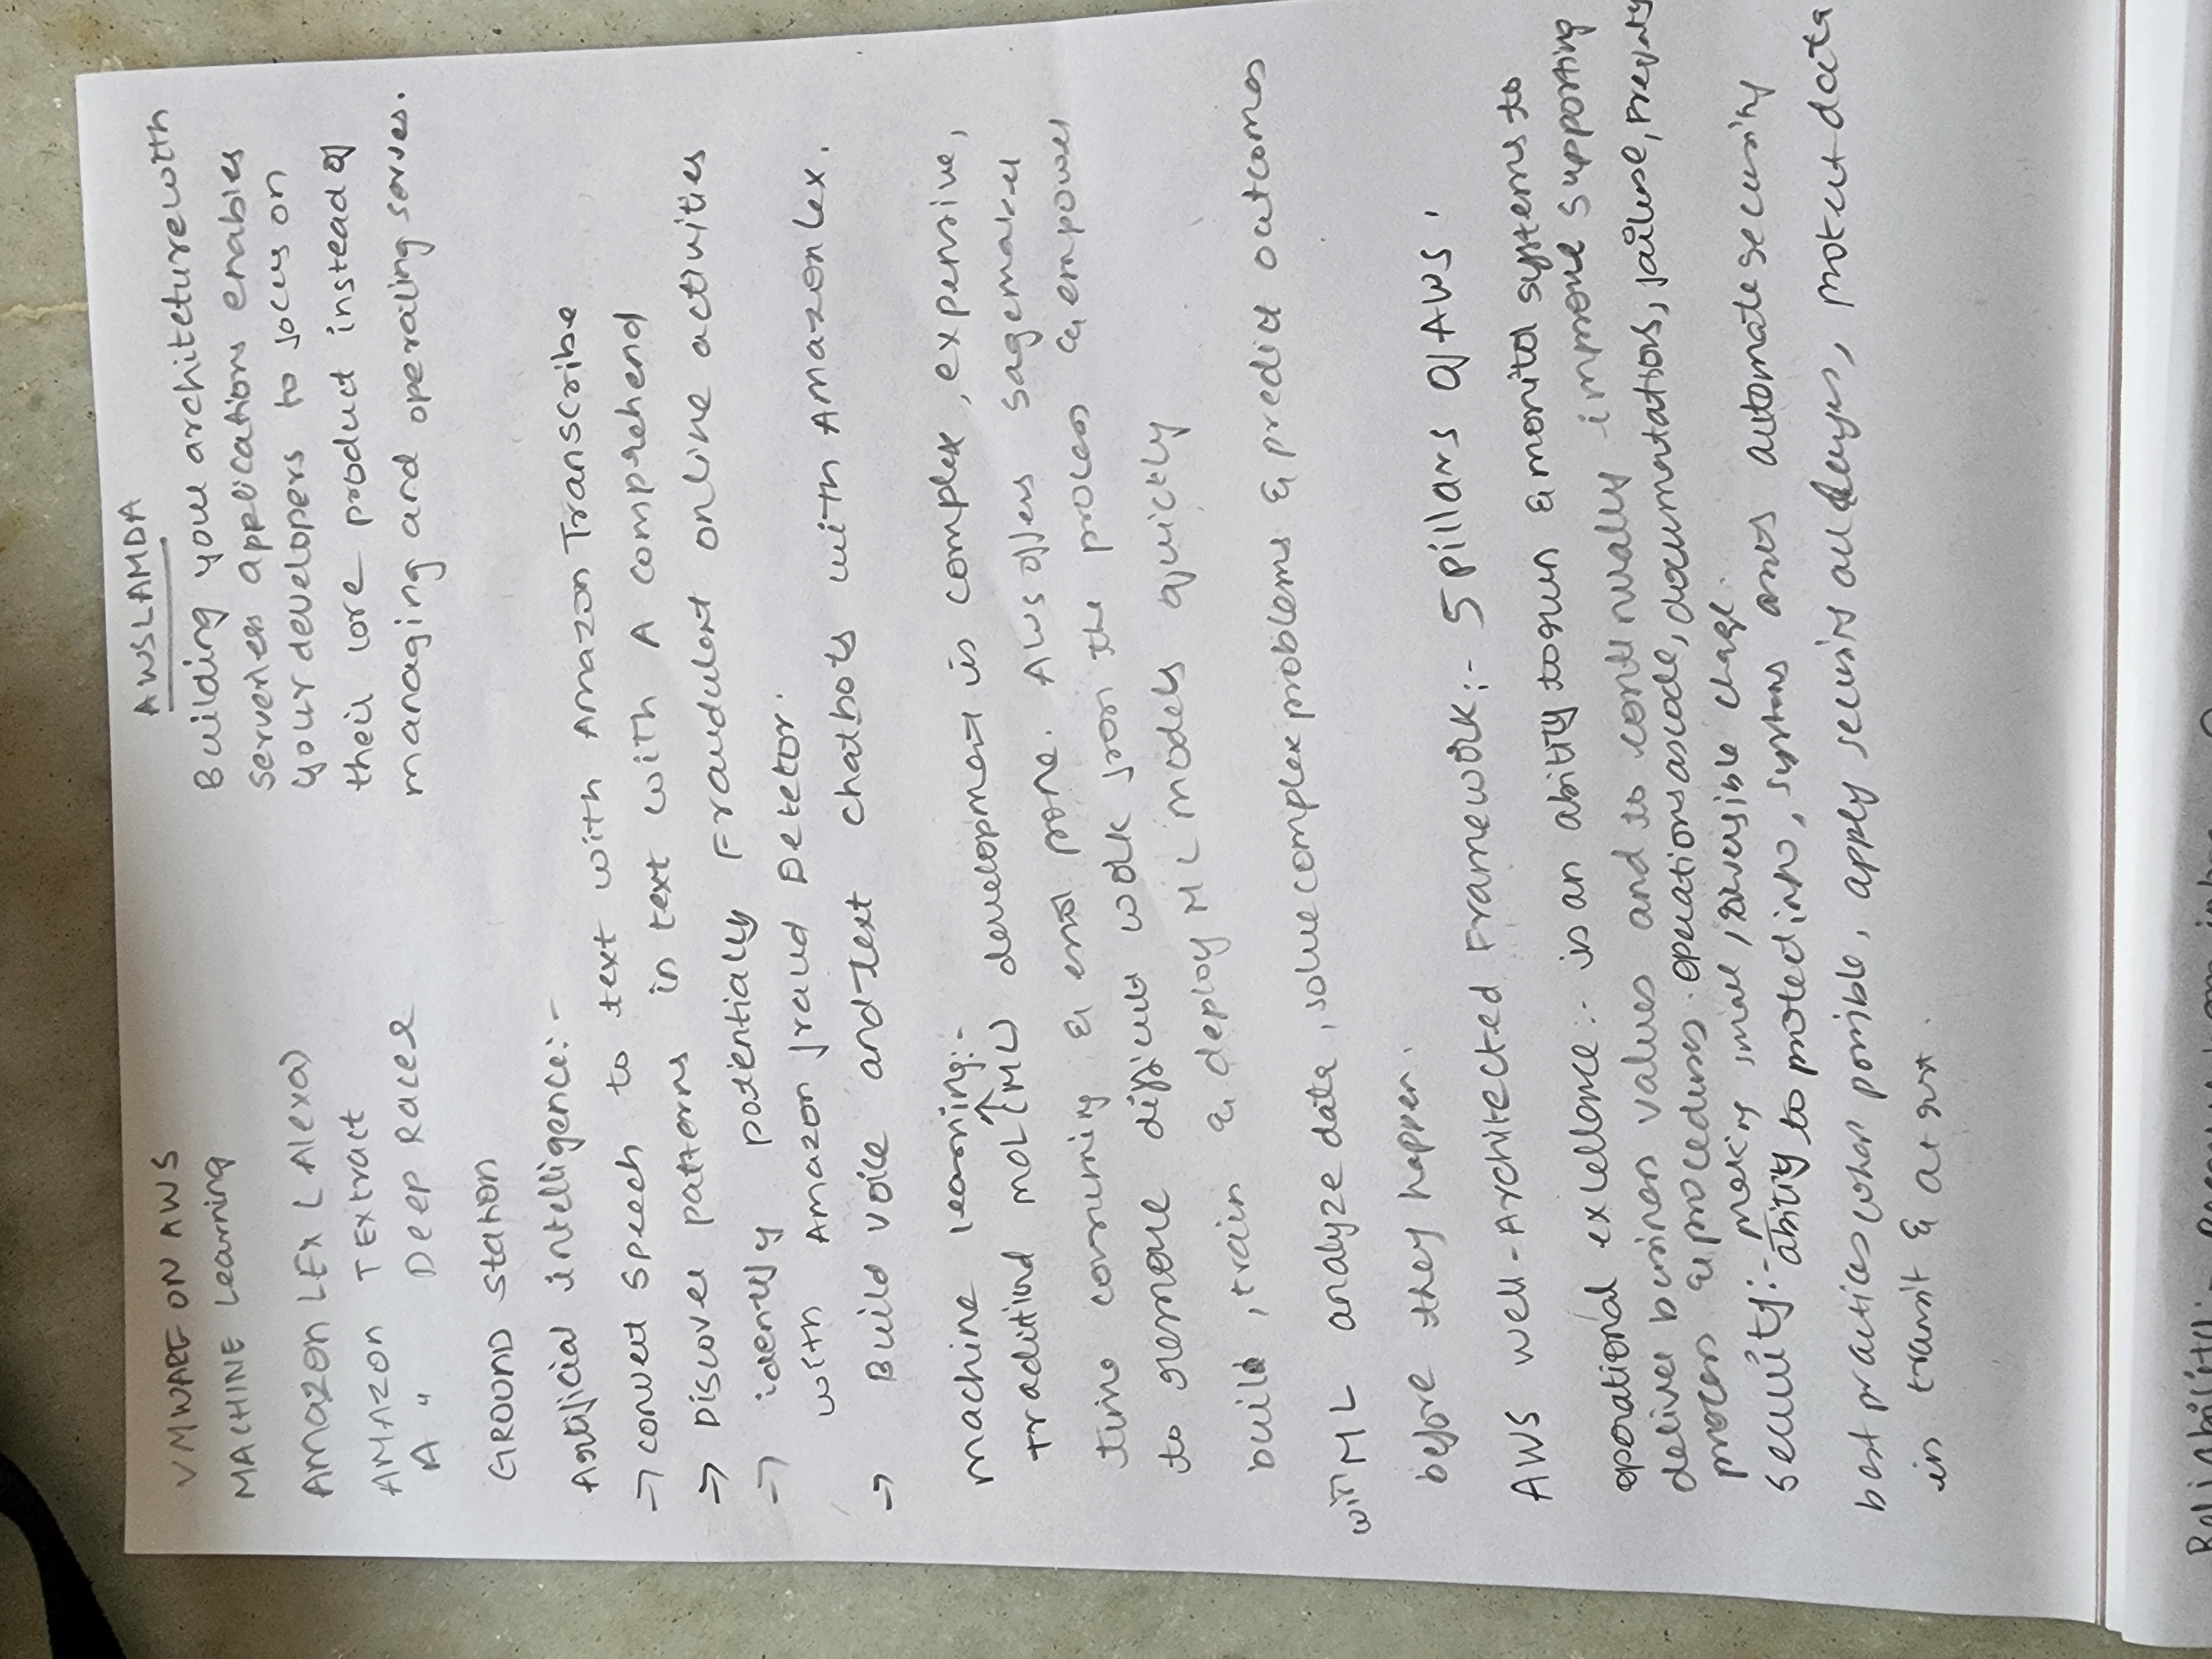 VMWARE ON AWS
MACHINE Learning
Amazon LEx ( Alexa)
AMAzon TExtract
A " Deep Racer
GROUND Station
AWSLAMDA
Building your architeture with
serverless applications enables
your developers to focus on
their core product instead of
managing and operating serves.
Artificial intelligence:-
→ convert speech to text with Amazon Transcribe
→ Discover patterns in text with A comprehend
→ identify potentially Fraudulent online activities
with Amazon fraud Detetor.
→ Build voice and text chatbots with Amazon lex.
machine learning:-
traditional (ML) development is complex, expensive,
time consuming & error prone. AWS offers sagemaker
to remove difficult work from the process & empower
build, train & deploy ML models quictly
with ML analyze data, solve complex problems & predict outcomes
before they happen.
AWS well-Architected Framework:- 5 pillars of AWS.
operational excellence:- is an ability to run & monitor systems to
deliver business values and to continually improve supporting
process & procedures. operations as code, documentations, failure,
making small, reversible chage.
security:- ability to protect info, systems assets automate security
best practices when possible, apply security all layers, protect data
in transit & at rest.
Reliability:-